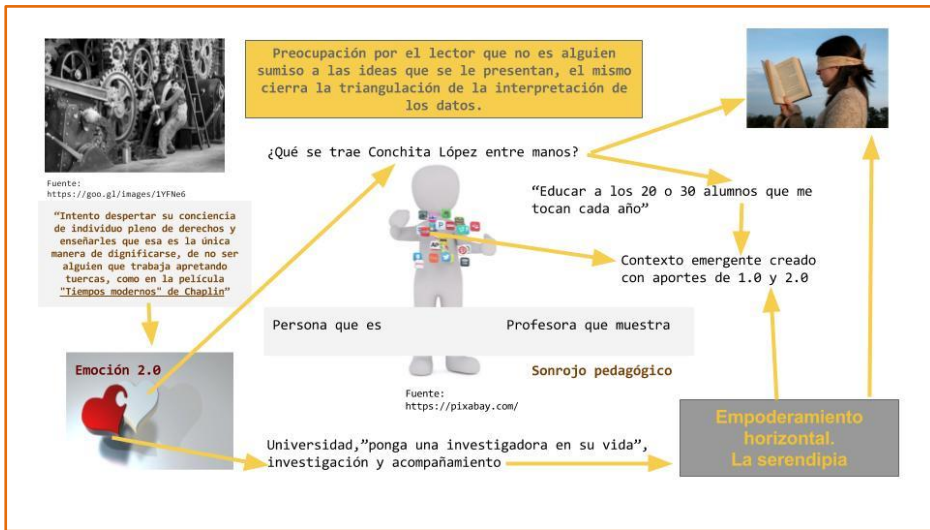 Preocupación por el lector que no es alguien
sumiso a las ideas que se le presentan, el mismo
cierra la triangulación de la interpretación de
los datos.
¿Qué se trae Conchita López entre manos?
Fuente:
https://goo.gl/images/1YFNe6
“Intento despertar su conciencia
de individuo pleno de derechos y
enseñarles que esa es la única
manera de dignificarse, de no ser
alguien que trabaja apretando
tuercas, como en la película
"Tiempos modernos" de Chaplin”
“Educar a los 20 o 30 alumnos que me
tocan cada año”
Contexto emergente creado
con aportes de 1.0 y 2.0
Persona que es
Profesora que muestra
Emoción 2.0
Sonrojo pedagógico
Fuente:
https://pixabay.com/
Universidad,”ponga una investigadora en su vida”,
investigación y acompañamiento
Empoderamiento
horizontal.
La serendipia